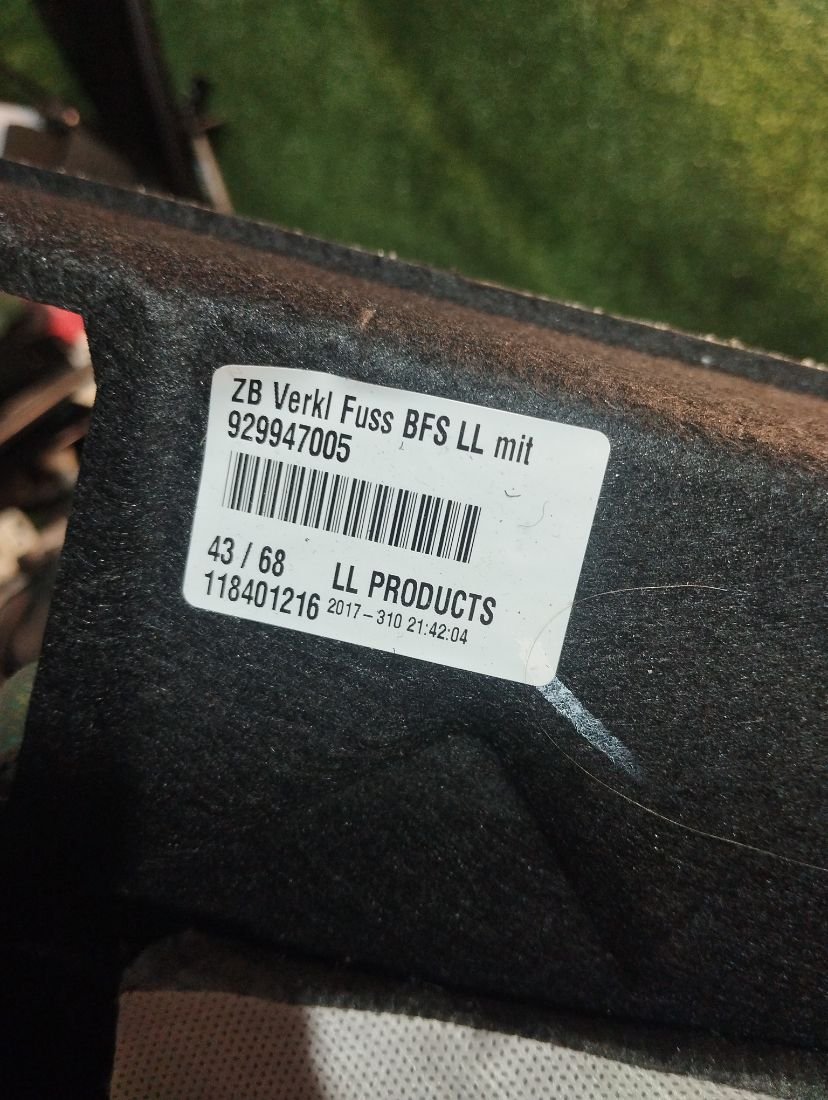 ZB Verkl Fuss BFS LL mit
929947005
43 / 68
LL PRODUCTS
118401216
2017-310 21:42:04